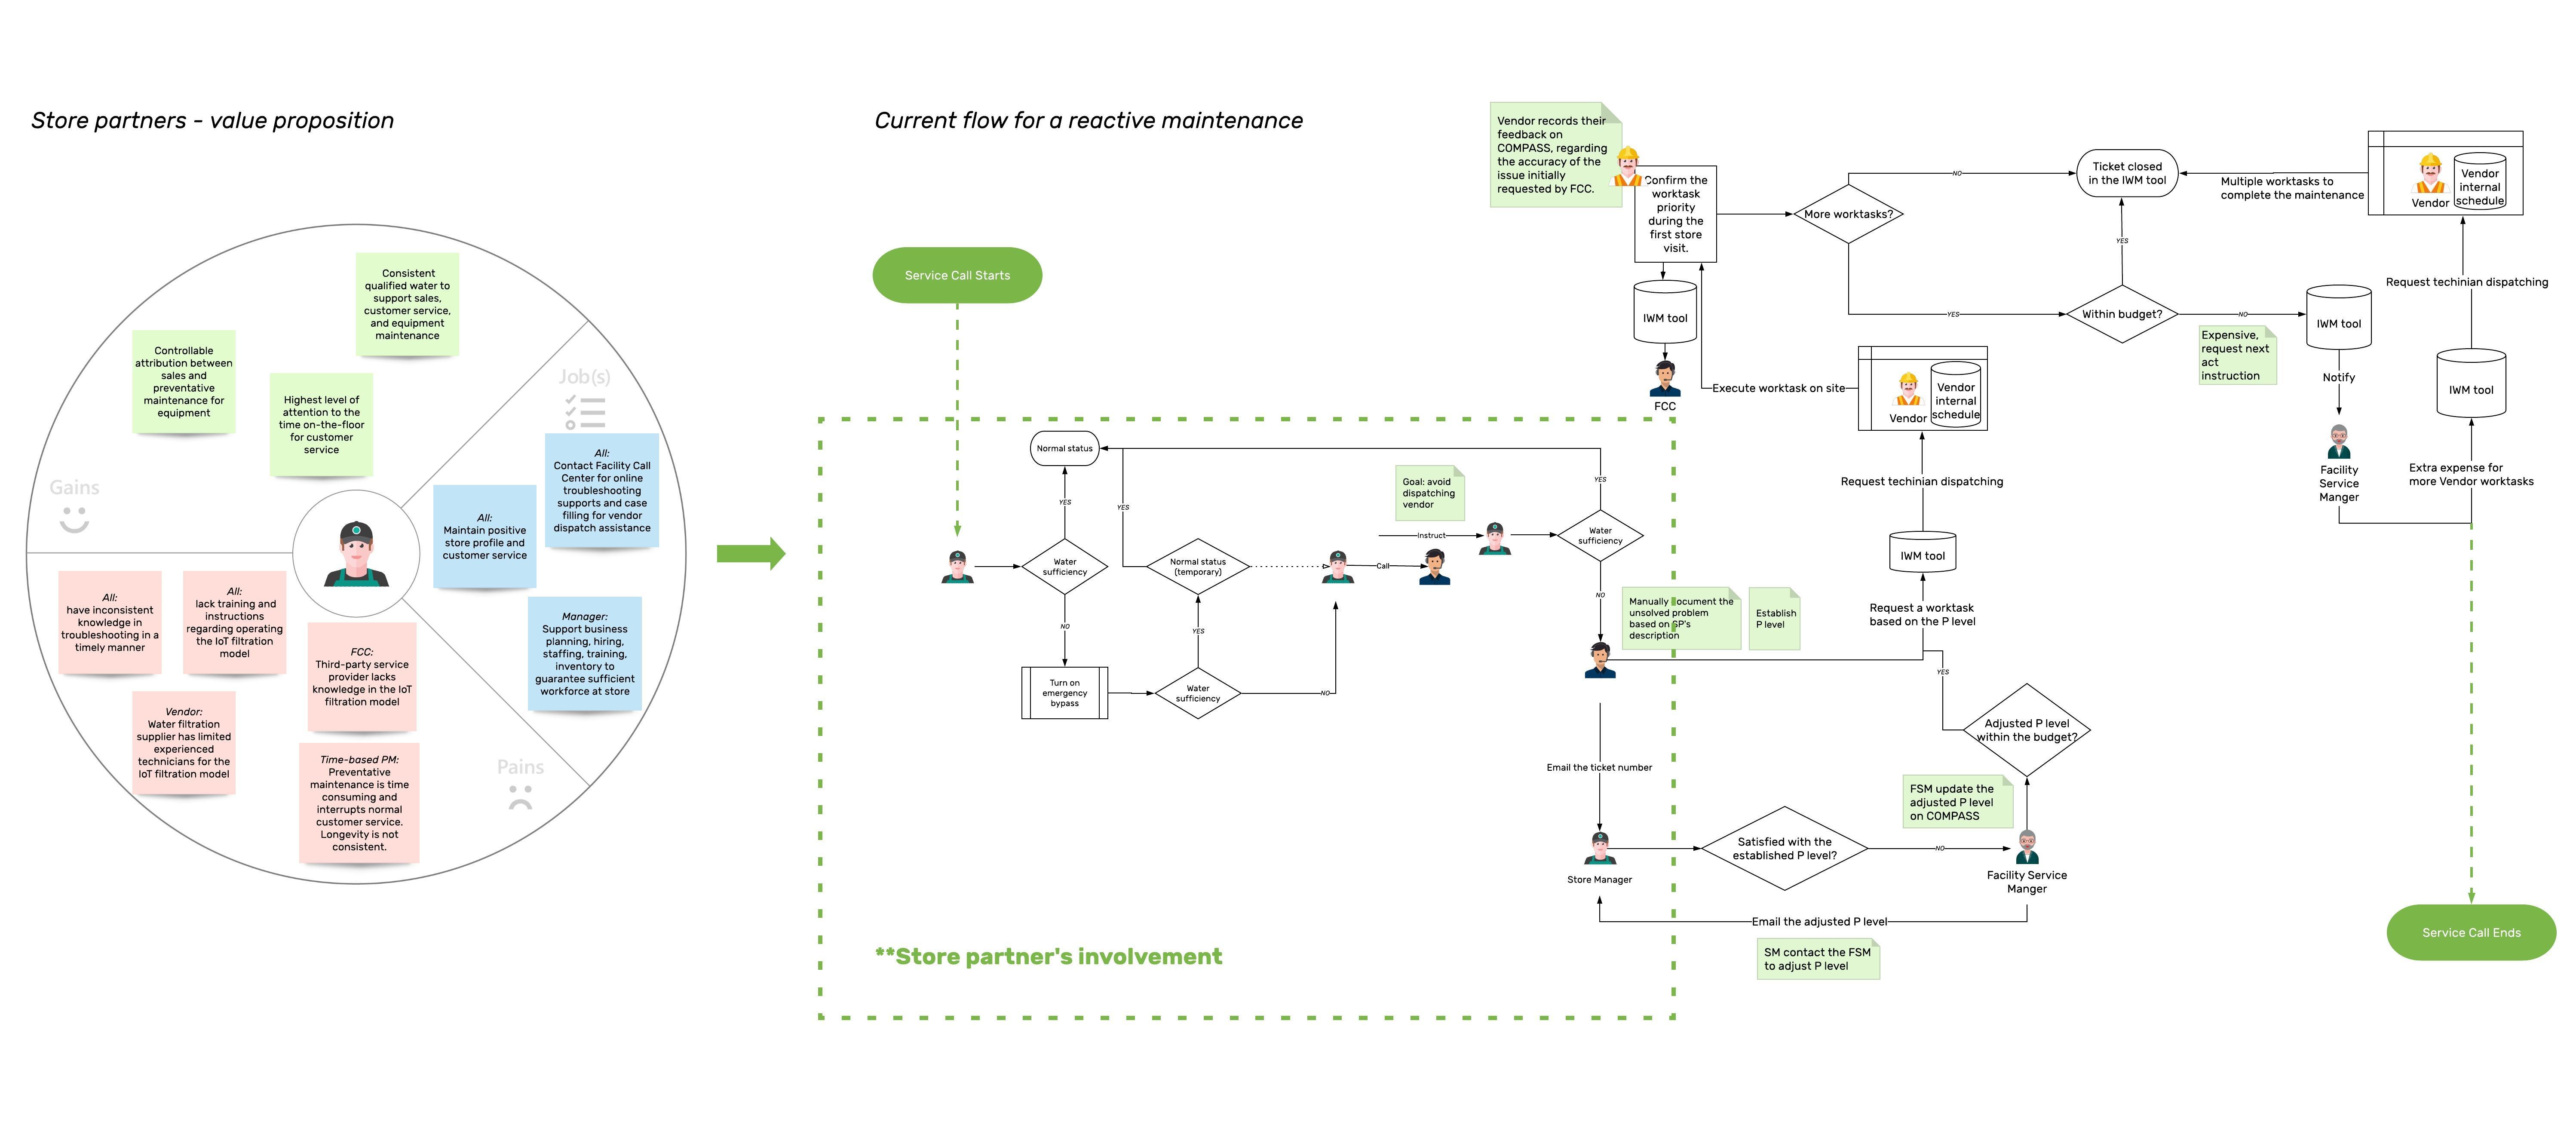 Store partners - value proposition
Consistent
qualified water to
support sales,
customer service,
and equipment
maintenance
Controllable
attribution between
sales and
preventative
maintenance for
equipment
Highest level of
attention to the
time on-the-floor
for customer
service
Gains
Job(s)
All:
Contact Facility Call
Center for online
troubleshooting
supports and case
filling for vendor
dispatch assistance
All:
Maintain positive
store profile and
customer service
Manager:
Support business
planning, hiring,
staffing, training,
inventory to
guarantee sufficient
workforce at store
All:
have inconsistent
knowledge in
troubleshooting in a
timely manner
All:
lack training and
instructions
regarding operating
the IoT filtration
model
FCC:
Third-party service
provider lacks
knowledge in the IoT
filtration model
Vendor:
Water filtration
supplier has limited
experienced
technicians for the
IoT filtration model
Time-based PM:
Preventative
maintenance is time
consuming and
interrupts normal
customer service.
Longevity is not
consistent.
Pains
Current flow for a reactive maintenance
Service Call Starts
Normal status
YES
Water
sufficiency
NO
Turn on
emergency
bypass
Water
sufficiency
YES
NO
Normal status
(temporary)
YES
Call
Instruct
Goal: avoid
dispatching
vendor
Water
sufficiency
YES
NO
Manually document the
unsolved problem
based on SP's
description
Establish
P level
Email the ticket number
Store Manager
Satisfied with the
established P level?
NO
Facility Service
Manger
Email the adjusted P level
SM contact the FSM
to adjust P level
FSM update the
adjusted P level
on COMPASS
Adjusted P level
within the budget?
YES
Request a worktask
based on the P level
IWM tool
Request techinian dispatching
Vendor
Vendor
internal
schedule
Execute worktask on site
Vendor records their
feedback on
COMPASS, regarding
the accuracy of the
issue initially
requested by FCC.
Confirm the
worktask
priority
during the
first store
visit.
IWM tool
FCC
More worktasks?
NO
YES
Ticket closed
in the IWM tool
YES
Within budget?
NO
Expensive,
request next
act
instruction
IWM tool
Notify
Facility
Service
Manger
Extra expense for
more Vendor worktasks
IWM tool
Request techinian dispatching
Vendor
Vendor
internal
schedule
Multiple worktasks to
complete the maintenance
Service Call Ends
**Store partner's involvement